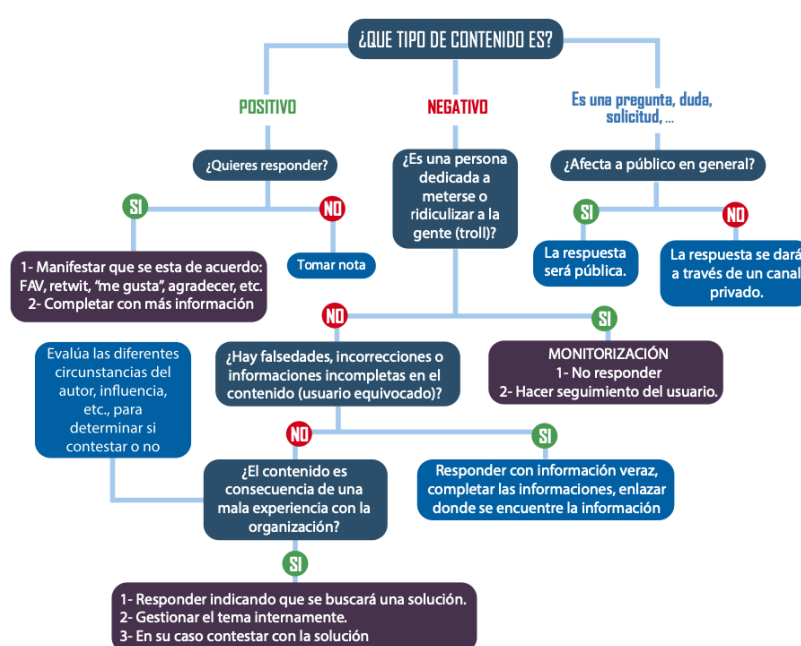 ¿QUE TIPO DE CONTENIDO ES?
POSITIVO
NEGATIVO
Es una pregunta, duda,
solicitud, ...
¿Quieres responder?
¿Es una persona
dedicada a
meterse o
ridiculizar a la
gente (troll)?
¿Afecta a público en general?
SI
NO
SI
NO
1- Manifestar que se esta de acuerdo:
FAV, retwit, "me gusta", agradecer, etc.
2- Completar con más información
Tomar nota
La respuesta
será pública.
La respuesta se dará
a través de un canal
privado.
NO
SI
Evalúa las diferentes
circunstancias del
autor, influencia,
etc., para
determinar si
contestar o no
¿Hay falsedades, incorrecciones o
informaciones incompletas en el
contenido (usuario equivocado)?
MONITORIZACIÓN
1- No responder
2- Hacer seguimiento del usuario.
NO
SI
¿El contenido es
consecuencia de una
mala experiencia con la
organización?
Responder con información veraz,
completar las informaciones, enlazar
donde se encuentre la información
SI
1- Responder indicando que se buscará una solución.
2- Gestionar el tema internamente.
3- En su caso contestar con la solución